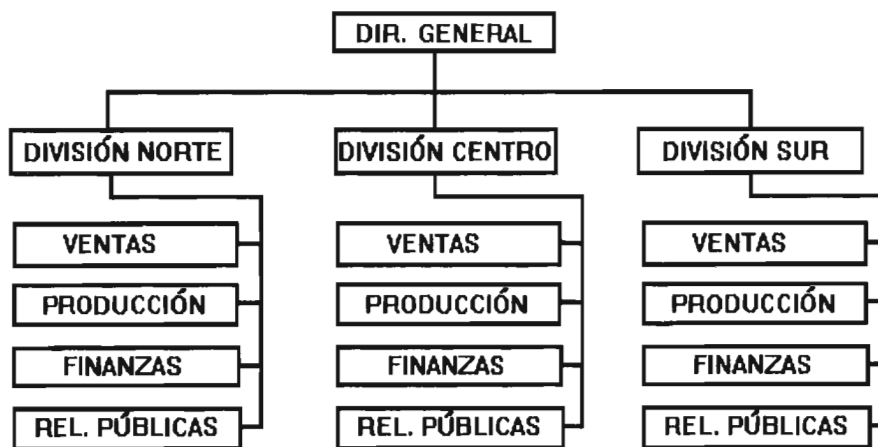 DIR. GENERAL
DIVISIÓN NORTE
DIVISIÓN CENTRO
DIVISIÓN SUR
VENTAS
VENTAS
VENTAS
PRODUCCIÓN
PRODUCCIÓN
PRODUCCIÓN
FINANZAS
FINANZAS
FINANZAS
REL. PÚBLICAS
REL. PÚBLICAS
REL. PÚBLICAS